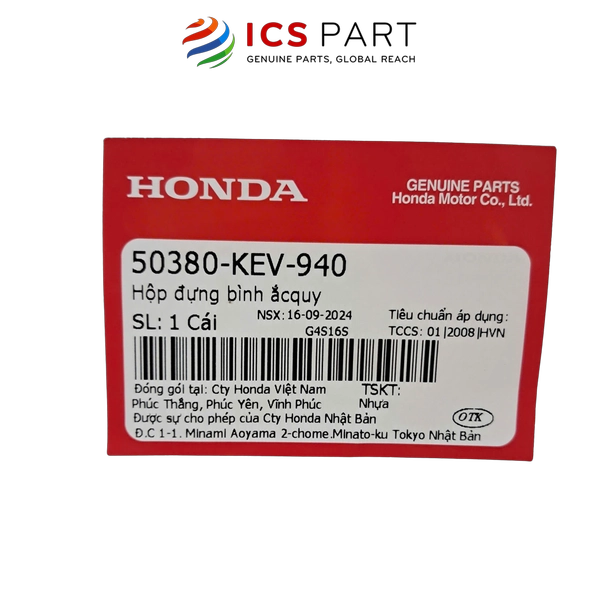 ICS PART
GENUINE PARTS, GLOBAL REACH
HONDA
GENUINE PARTS
Honda Motor Co., Ltd.
50380-KEV-940
Hộp đựng bình ắcquy
SL: 1 Cái
NSX: 16-09-2024
G4S16S
Tiêu chuẩn áp dụng:
TCCS: 01|2008|HVN
Đóng gói tại: Cty Honda Việt Nam
TSKT:
Phúc Thắng, Phúc Yên, Vĩnh Phúc
Nhựa
Được sự cho phép của Cty Honda Nhật Bản
OTK
Đ.C 1-1. Minami Aoyama 2-chome.Minato-ku Tokyo Nhật Bản